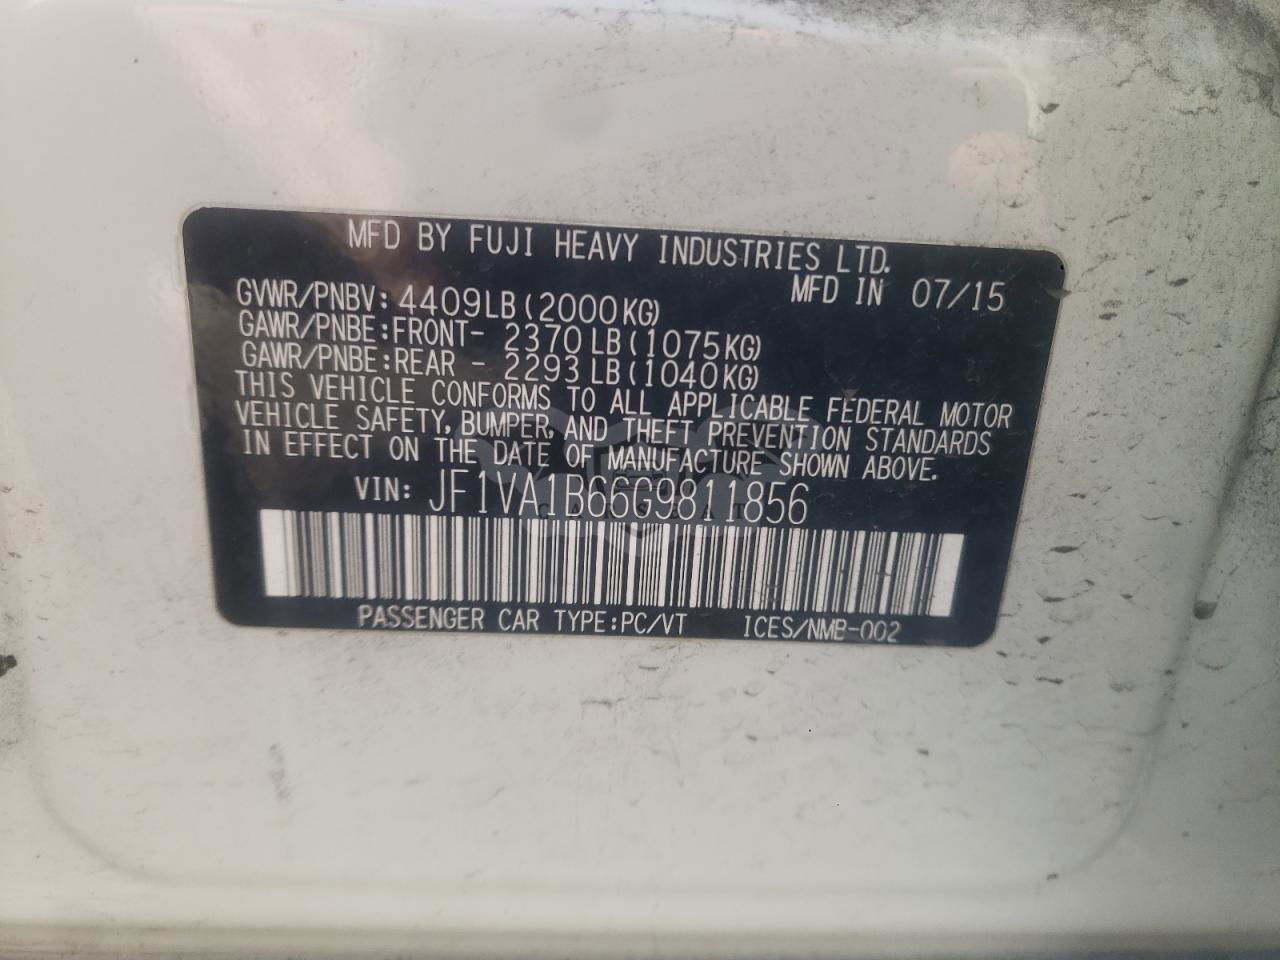 MFD BY FUJI HEAVY INDUSTRIES LTD.
MFD IN 07/15
GVWR/PNBV: 4409LB(2000KG)
GAWR/PNBE:FRONT- 2370LB(1075KG)
GAWR/PNBE:REAR - 2293LB(1040KG)
THIS VEHICLE CONFORMS TO ALL APPLICABLE FEDERAL MOTOR
VEHICLE SAFETY, BUMPER, AND THEFT PREVENTION STANDARDS
IN EFFECT ON THE DATE OF MANUFACTURE SHOWN ABOVE.
VIN: JF1VA1B66G9811856
PASSENGER CAR TYPE:PC/VT ICES/NMB-002